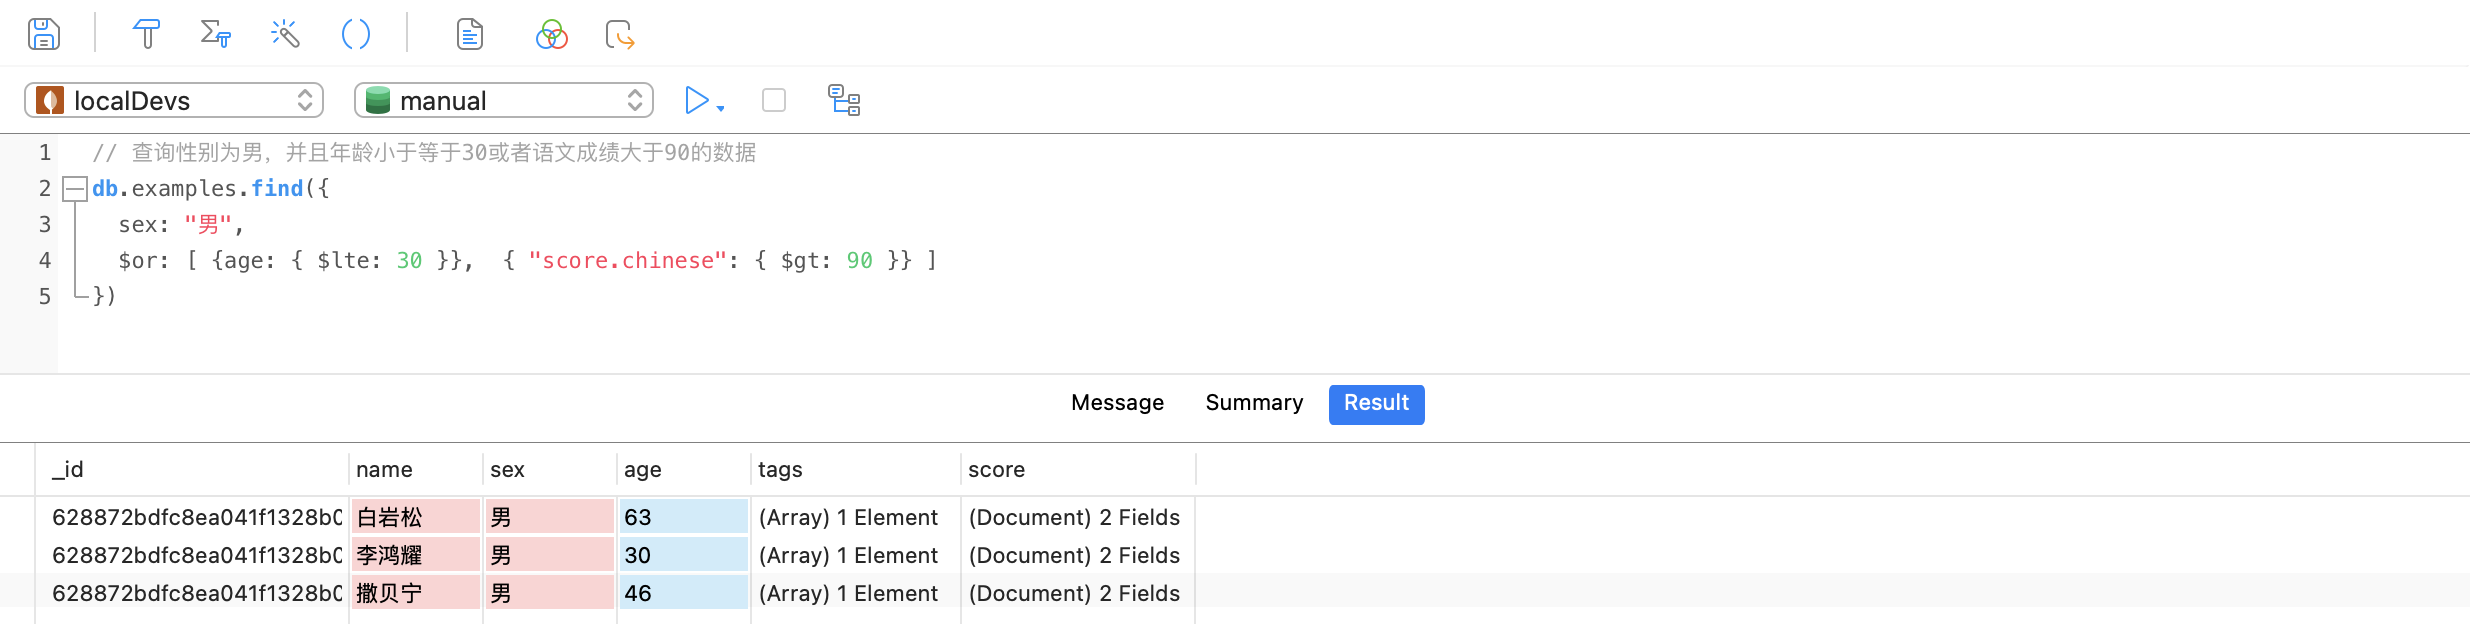 localDevs manual
1 // 查询性别为男，并且年龄小于等于30或者语文成绩大于90的数据
2 db.examples.find({
3 sex: "男",
4 $or: [ {age: { $lte: 30 }},  { "score.chinese": { $gt: 90 }} ]
5 })
Message Summary Result
_id name sex age tags score
628872bdfc8ea041f1328b0 白岩松 男 63 (Array) 1 Element (Document) 2 Fields
628872bdfc8ea041f1328b0 李鸿耀 男 30 (Array) 1 Element (Document) 2 Fields
628872bdfc8ea041f1328b0 撒贝宁 男 46 (Array) 1 Element (Document) 2 Fields